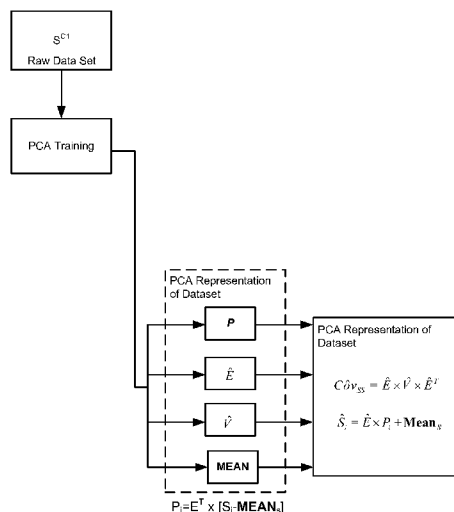 S^C1
Raw Data Set
PCA Training
PCA Representation
of Dataset
P
Ê
V̂
MEAN
PCA Representation of
Dataset
Côv_SS = Ê × V̂ × Ê^T
Ŝ_i = Ê × P_i + Mean_S
P_i=E^T x [S_i-MEAN_s]